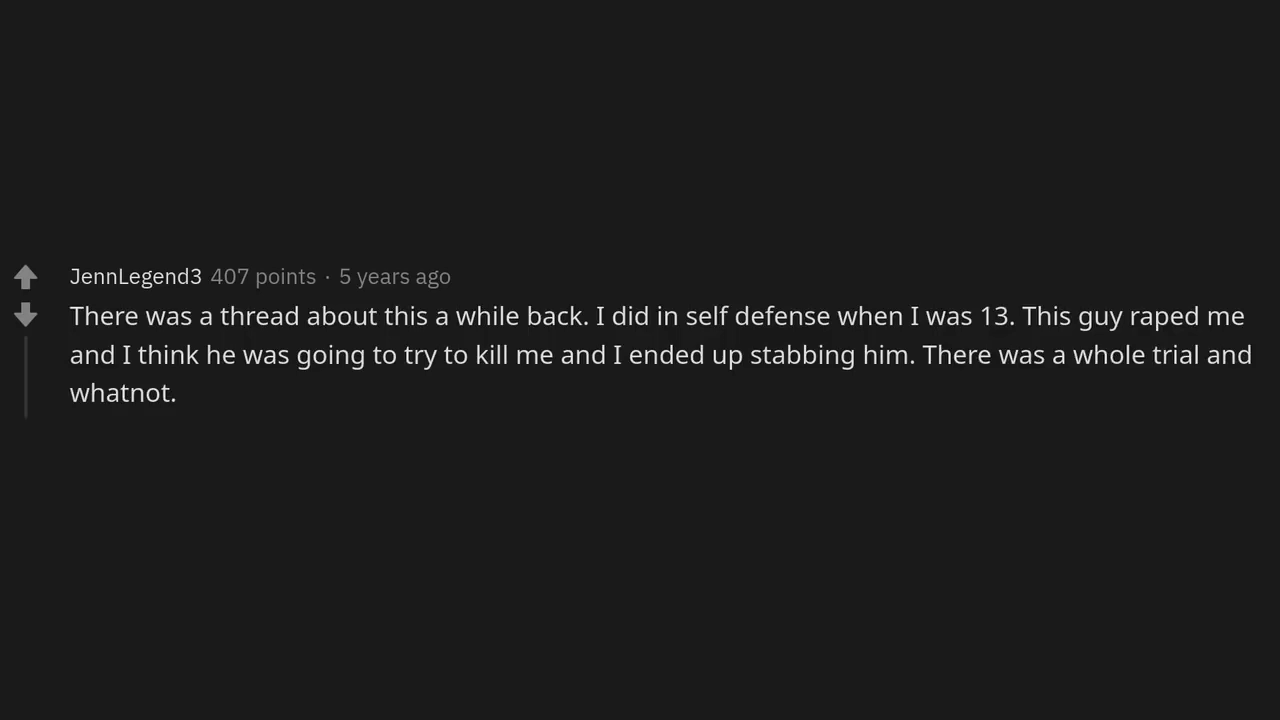 JennLegend3 407 points · 5 years ago
There was a thread about this a while back. I did in self defense when I was 13. This guy raped me
and I think he was going to try to kill me and I ended up stabbing him. There was a whole trial and
whatnot.